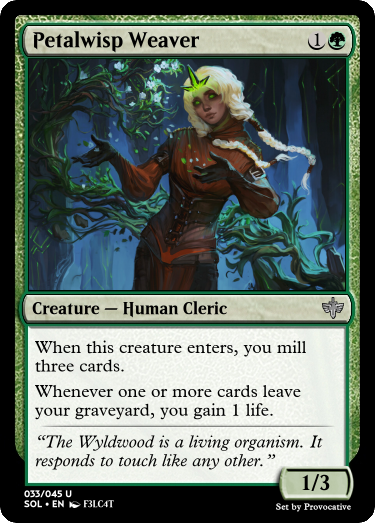 Petalwisp Weaver 1
Creature — Human Cleric
When this creature enters, you mill
three cards.
Whenever one or more cards leave
your graveyard, you gain 1 life.
“The Wyldwood is a living organism. It
responds to touch like any other.”
1/3
033/045 U
SOL • EN F3LC4T
Set by Provocative